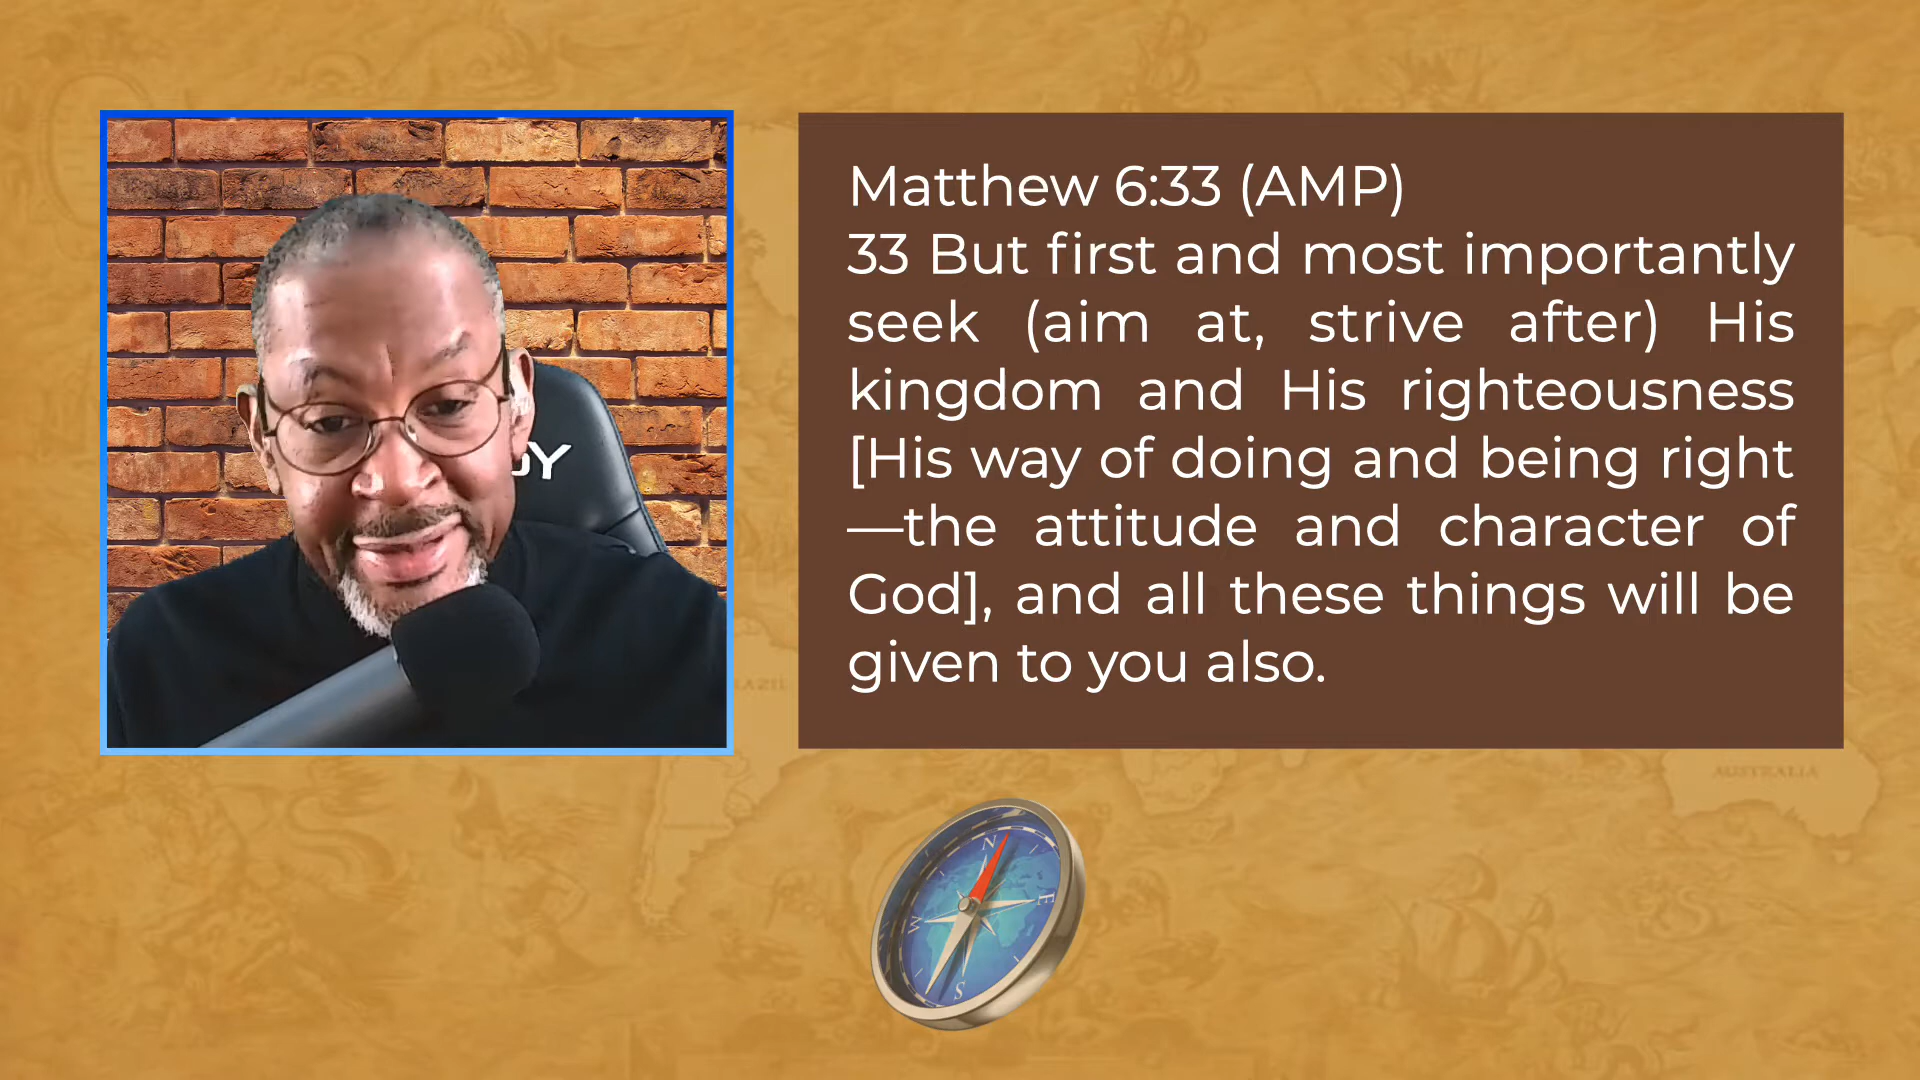 Matthew 6:33 (AMP)
33 But first and most importantly
seek (aim at, strive after) His
kingdom and His righteousness
[His way of doing and being right
—the attitude and character of
God], and all these things will be
given to you also.
AUSTRALIA
N
E
W
S